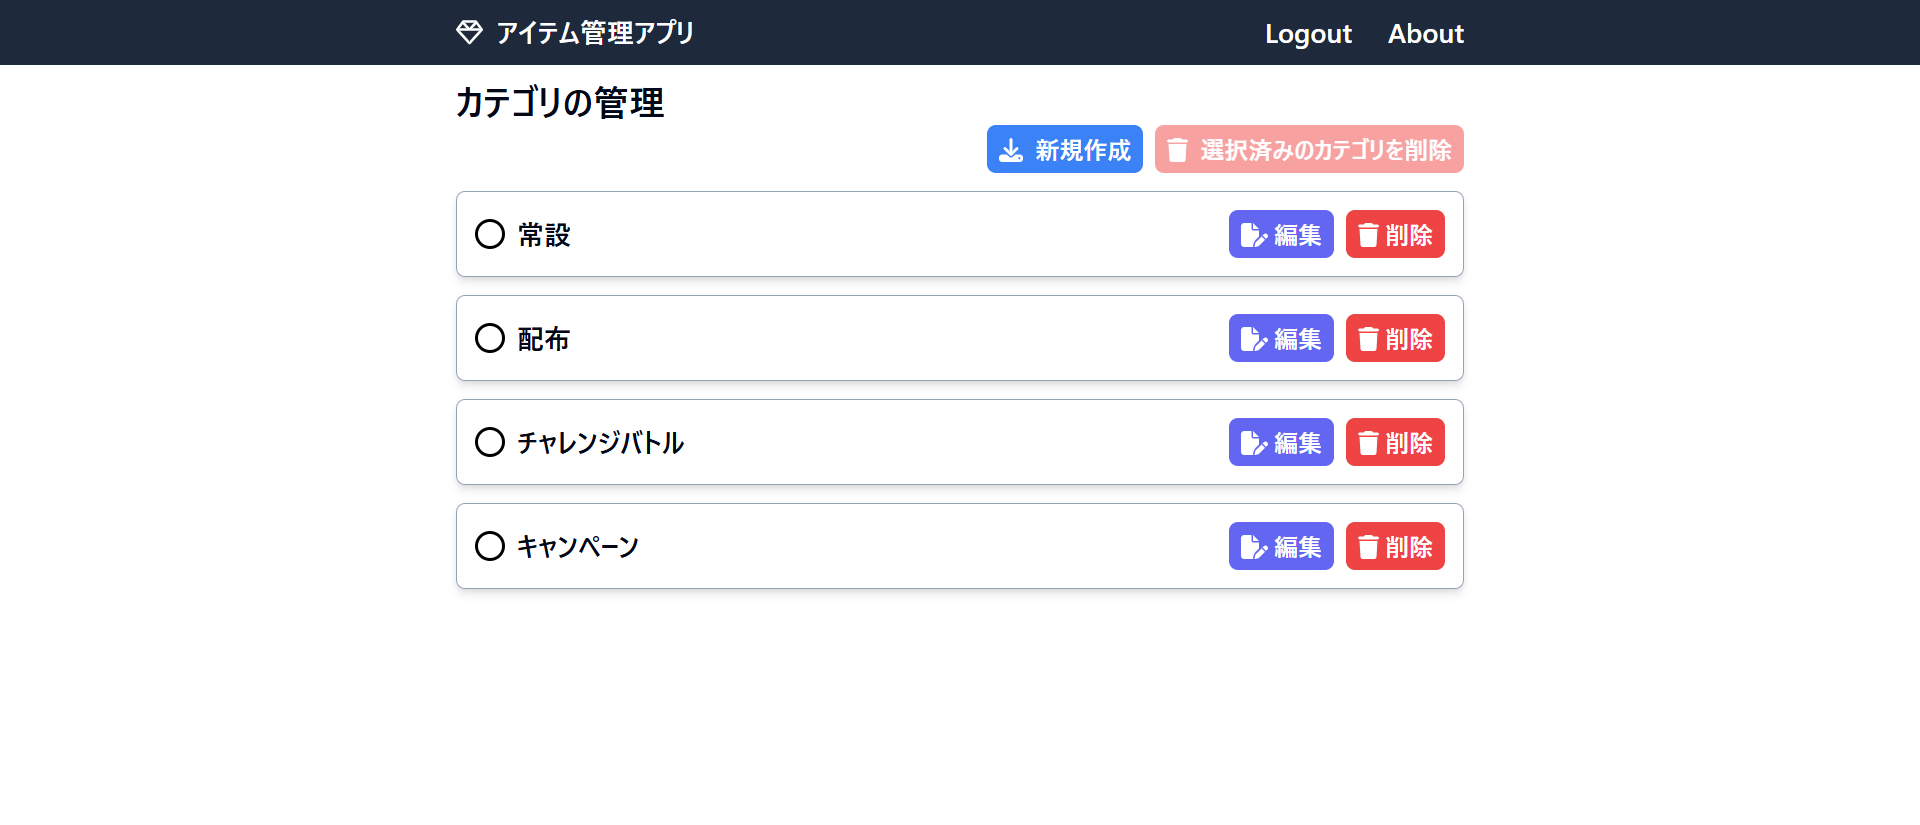 アイテム管理アプリ Logout About
カテゴリの管理
新規作成 選択済みのカテゴリを削除
常設 編集 削除
配布 編集 削除
チャレンジバトル 編集 削除
キャンペーン 編集 削除